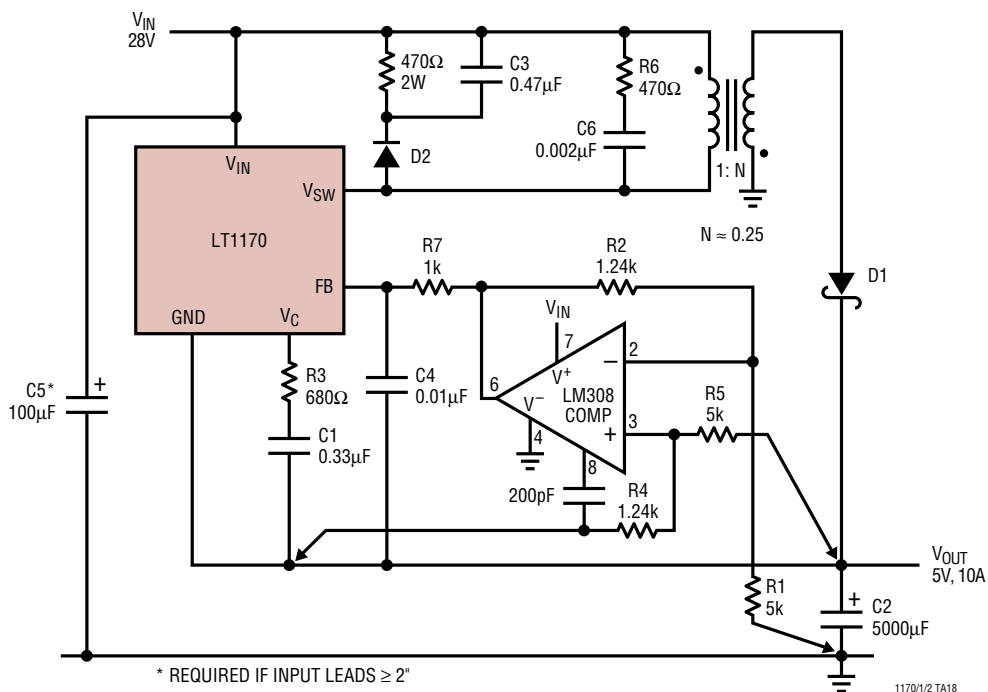 VIN
28V
470Ω
2W
C3
0.47µF
R6
470Ω
C6
0.002µF
D2
1: N
N ≈ 0.25
VIN
VSW
LT1170
FB
GND
VC
R7
1k
R2
1.24k
D1
VIN
7
2
–
V+
6
LM308
COMP
V–
4
3
+
8
R5
5k
C5*
100µF
+
R3
680Ω
C4
0.01µF
C1
0.33µF
200pF
R4
1.24k
VOUT
5V, 10A
R1
5k
+
C2
5000µF
* REQUIRED IF INPUT LEADS ≥ 2"
1170/1/2 TA18